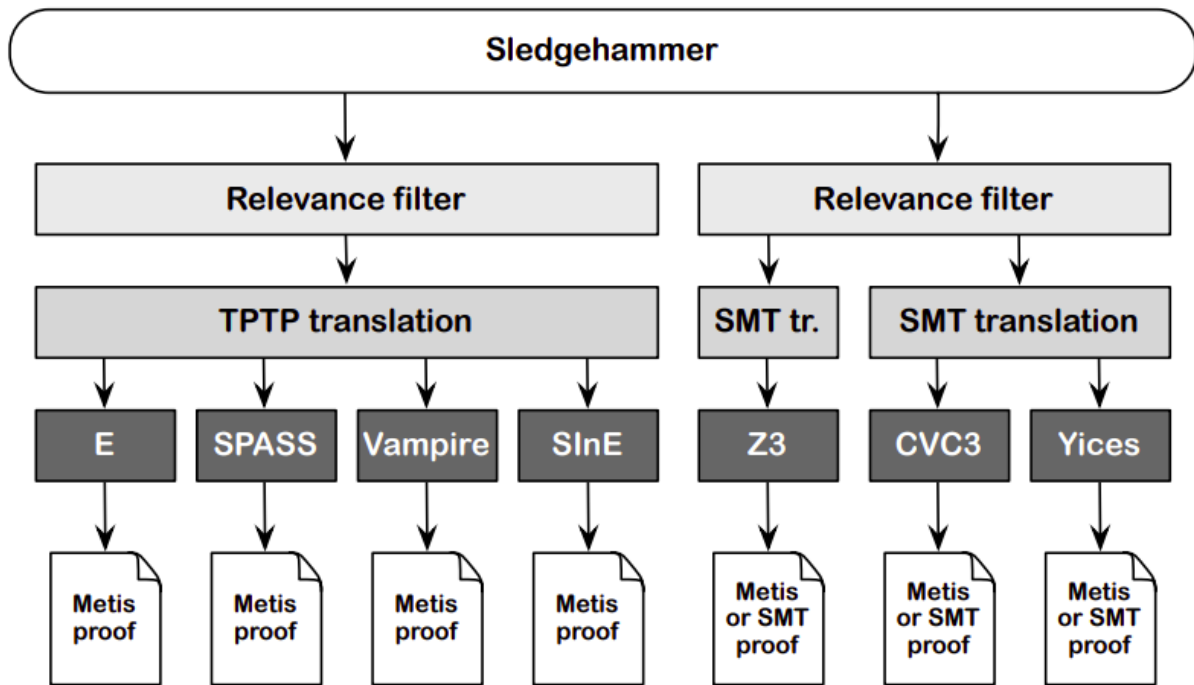 Sledgehammer
Relevance filter
Relevance filter
TPTP translation
SMT tr.
SMT translation
E
SPASS
Vampire
SInE
Z3
CVC3
Yices
Metis
proof
Metis
proof
Metis
proof
Metis
proof
Metis
or SMT
proof
Metis
or SMT
proof
Metis
or SMT
proof